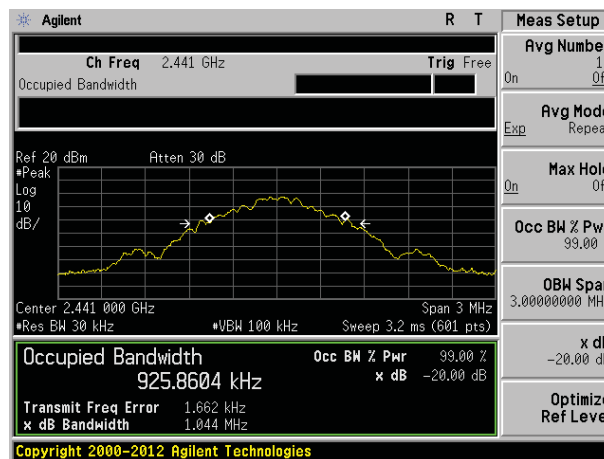 Agilent R T Meas Setup
Ch Freq 2.441 GHz Trig Free
Occupied Bandwidth
Ref 20 dBm Atten 30 dB
#Peak
Log
10
dB/
Center 2.441 000 GHz Span 3 MHz
#Res BW 30 kHz #VBW 100 kHz Sweep 3.2 ms (601 pts)
Occupied Bandwidth Occ BW % Pwr 99.00 %
925.8604 kHz x dB -20.00 dB
Transmit Freq Error 1.662 kHz
x dB Bandwidth 1.044 MHz
Copyright 2000-2012 Agilent Technologies
Avg Numbe
1
On Of
Avg Mod
Exp Repea
Max Hol
On Of
Occ BW % Pw
99.00
OBW Spa
3.00000000 MH
x d
-20.00 d
Optimiz
Ref Leve